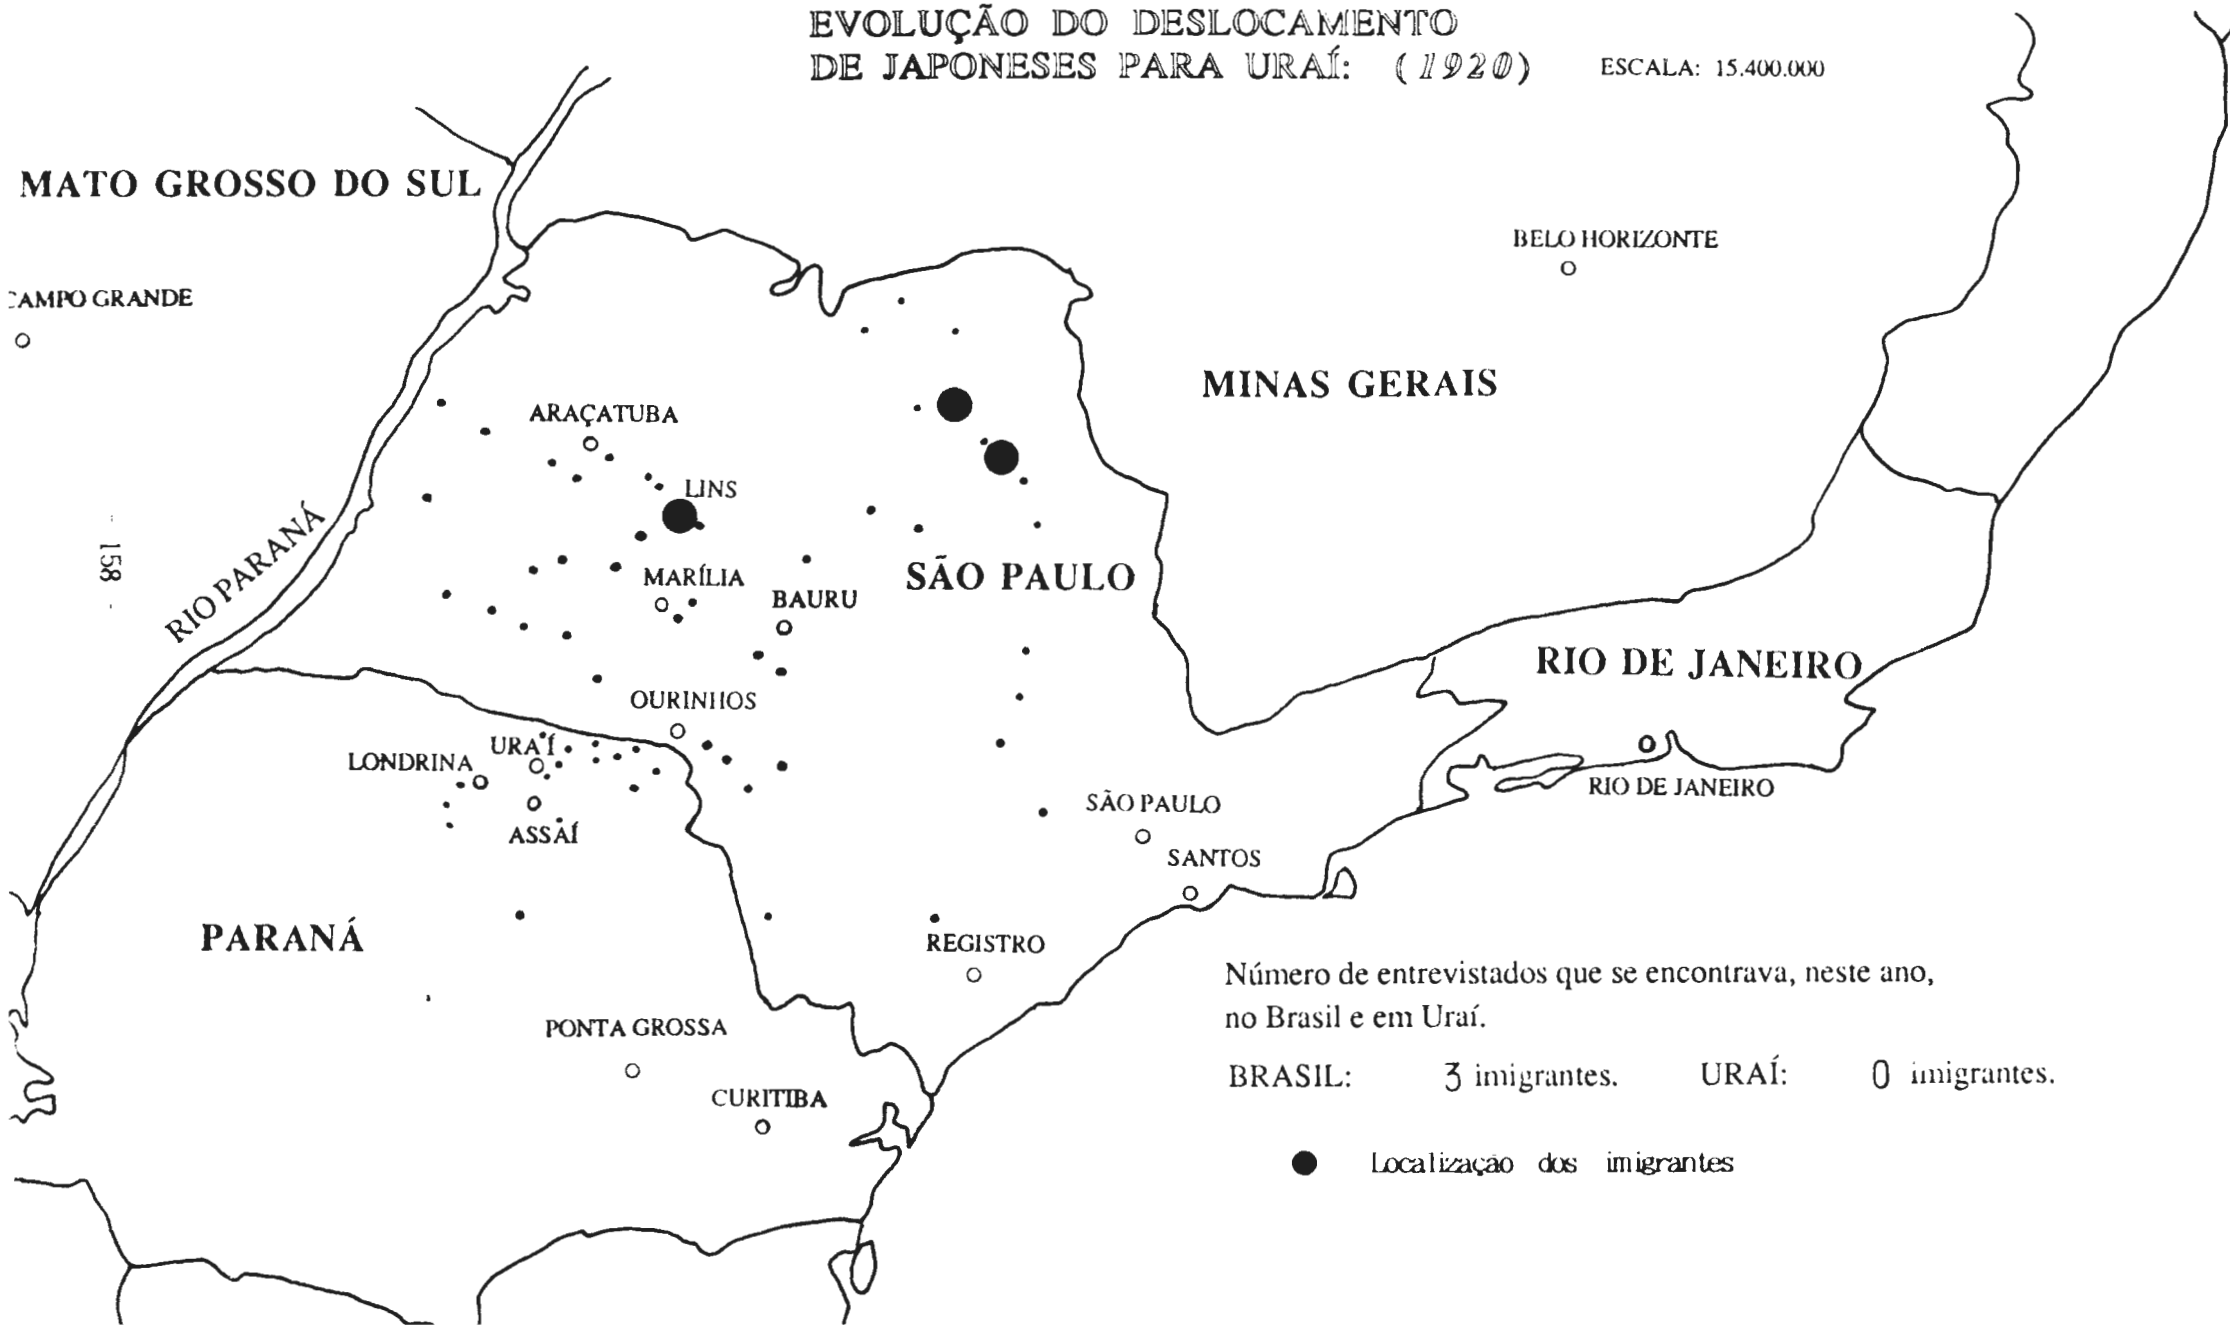 EVOLUÇÃO DO DESLOCAMENTO
DE JAPONESES PARA URAÍ: (1920)
ESCALA: 15.400.000
MATO GROSSO DO SUL
BELO HORIZONTE
CAMPO GRANDE
MINAS GERAIS
ARAÇATUBA
LINS
RIO PARANÁ
- 158 -
MARÍLIA
SÃO PAULO
BAURU
RIO DE JANEIRO
OURINHOS
URAÍ
LONDRINA
RIO DE JANEIRO
SÃO PAULO
ASSAÍ
SANTOS
PARANÁ
REGISTRO
Número de entrevistados que se encontrava, neste ano,
no Brasil e em Uraí.
PONTA GROSSA
BRASIL: 3 imigrantes. URAÍ: 0 imigrantes.
CURITIBA
Localização dos imigrantes